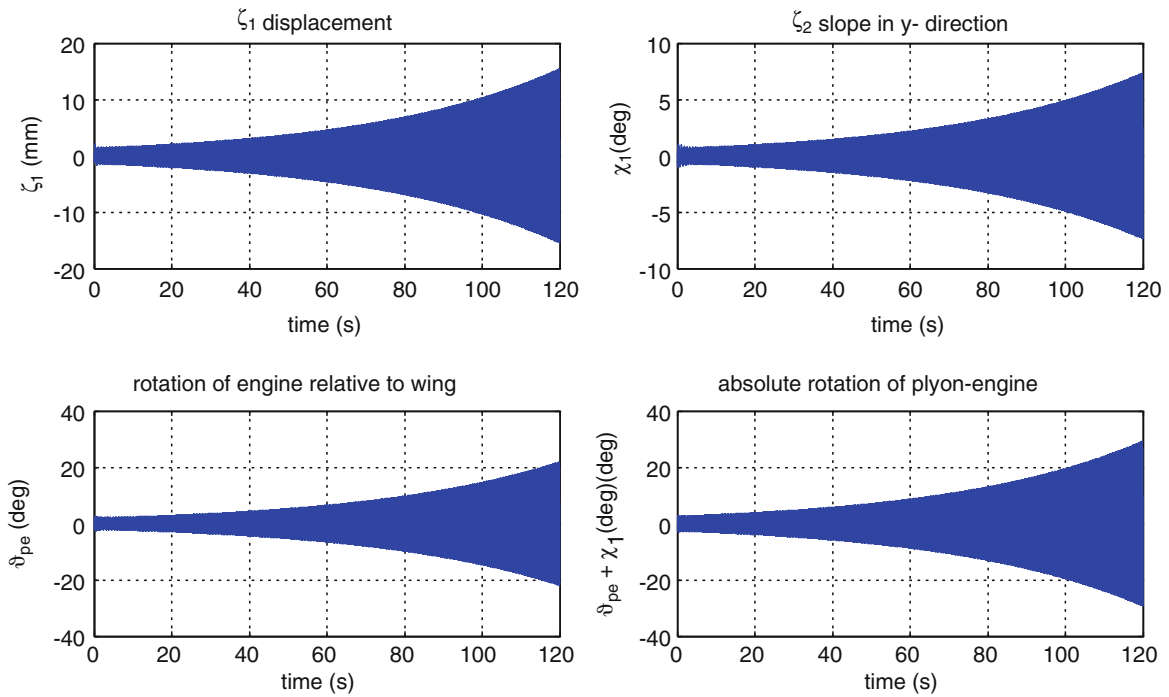 ζ1 displacement
20
10
0
-10
-20
ζ1 (mm)
0 20 40 60 80 100 120
time (s)
ζ2 slope in y- direction
10
5
0
-5
-10
χ1(deg)
0 20 40 60 80 100 120
time (s)
rotation of engine relative to wing
40
20
0
-20
-40
ϑpe (deg)
0 20 40 60 80 100 120
time (s)
absolute rotation of plyon-engine
40
20
0
-20
-40
ϑpe + χ1(deg)(deg)
0 20 40 60 80 100 120
time (s)